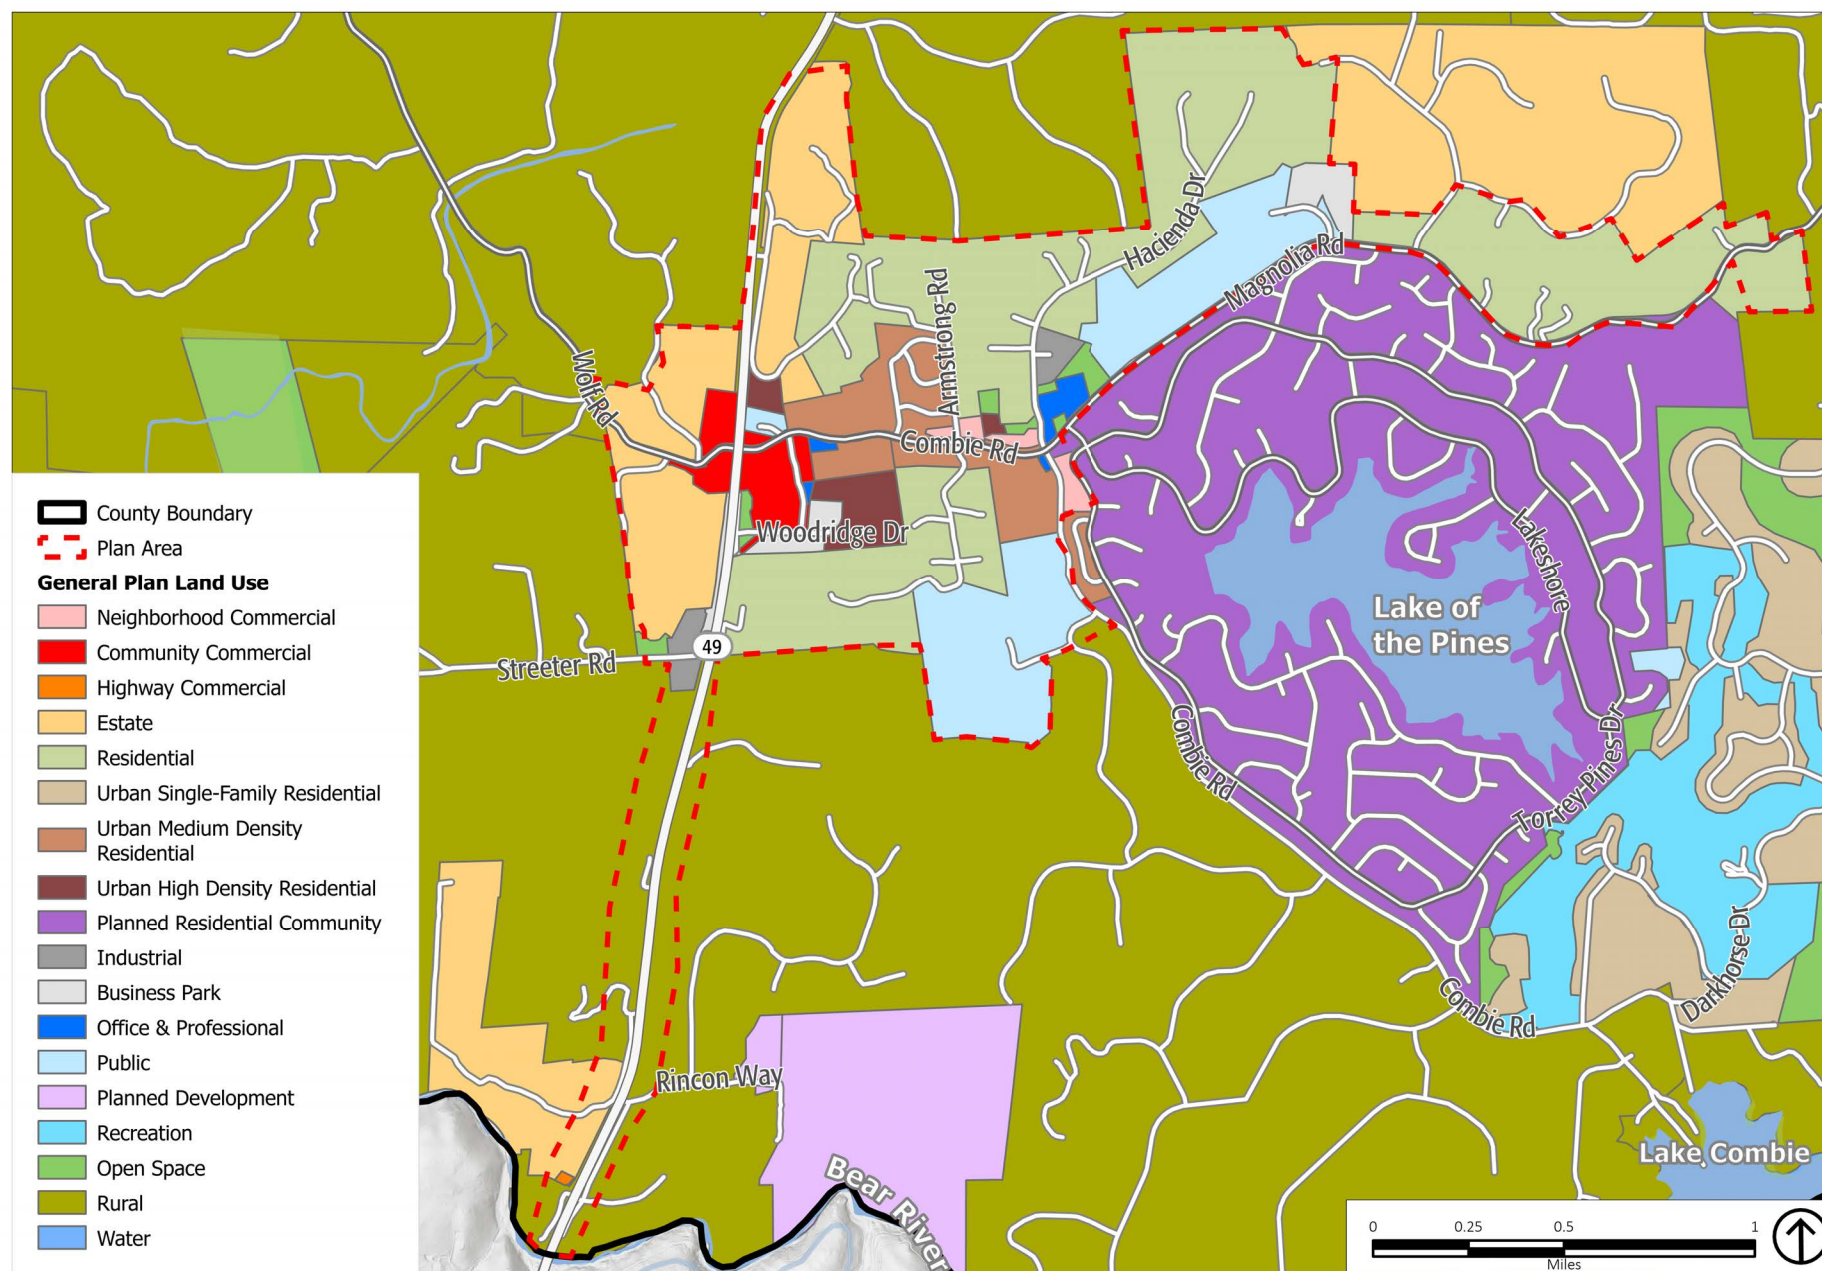 Hacienda Dr
Magnolia Rd
Armstrong Rd
Wolf Rd
Combie Rd
Woodridge Dr
49
Streeter Rd
Lakeshore
Lake of
the Pines
Combie Rd
Torrey Pines Dr
Darkhorse Dr
Combie Rd
Rincon Way
Bear River
Lake Combie
County Boundary
Plan Area
General Plan Land Use
Neighborhood Commercial
Community Commercial
Highway Commercial
Estate
Residential
Urban Single-Family Residential
Urban Medium Density
Residential
Urban High Density Residential
Planned Residential Community
Industrial
Business Park
Office & Professional
Public
Planned Development
Recreation
Open Space
Rural
Water
0 0.25 0.5 1
Miles